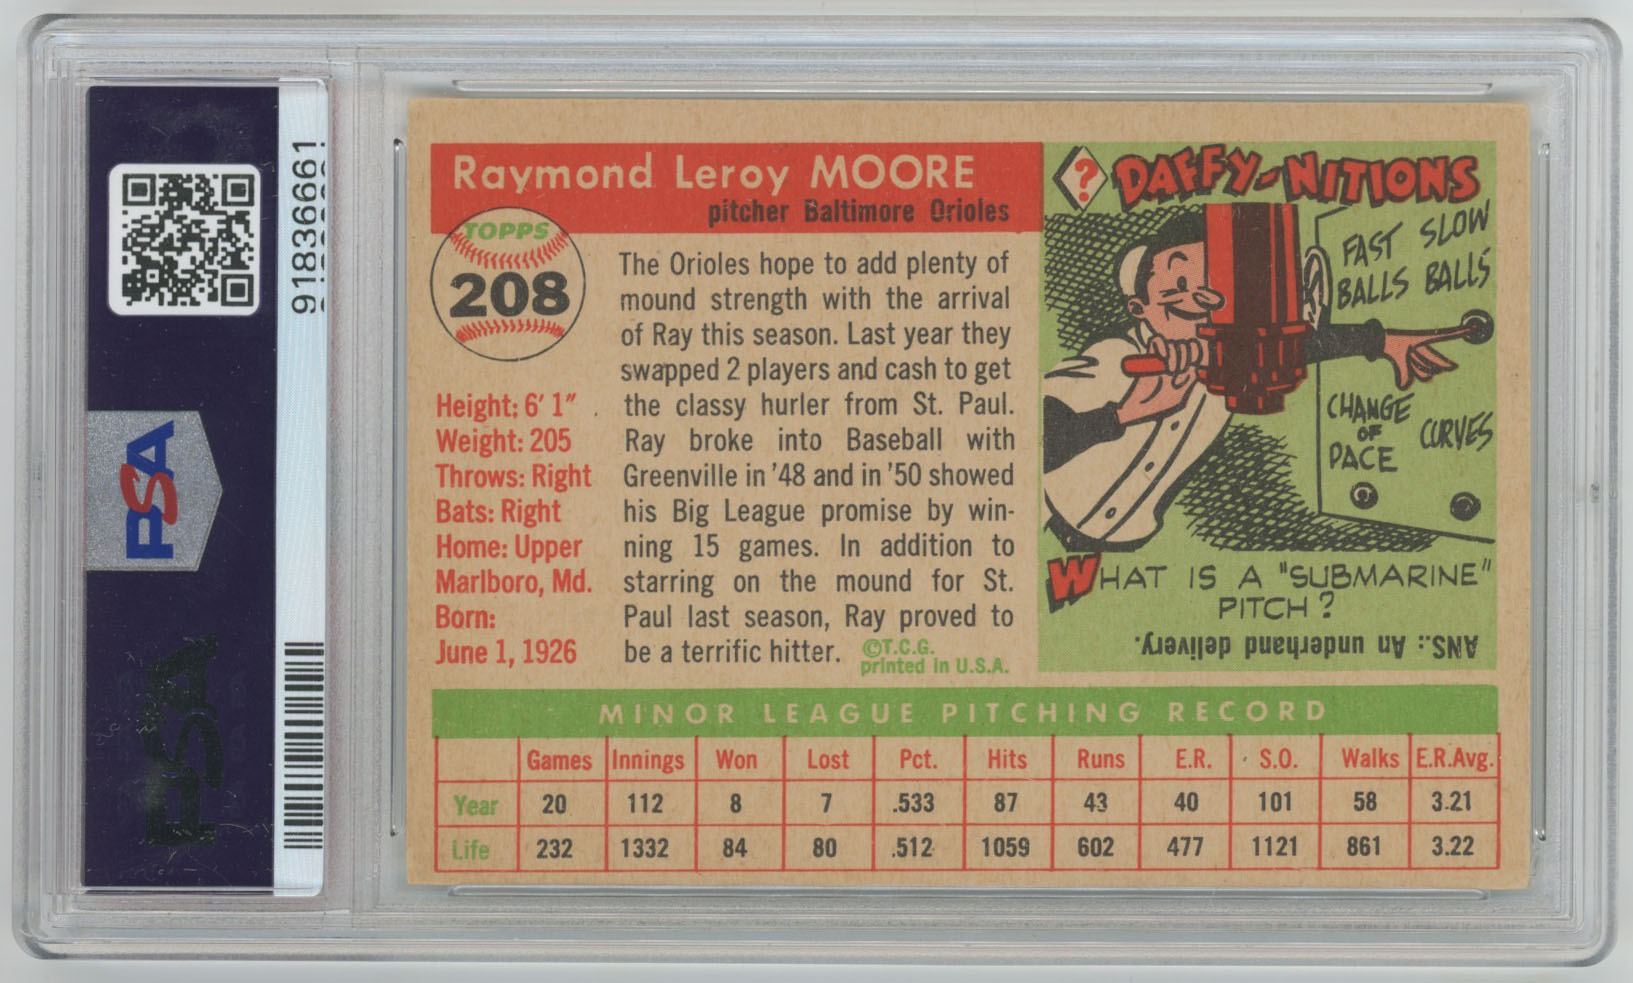 91836661
PSA
PSA
Raymond Leroy MOORE
pitcher Baltimore Orioles
TOPPS
208
Height: 6' 1"
Weight: 205
Throws: Right
Bats: Right
Home: Upper
Marlboro, Md.
Born:
June 1, 1926
The Orioles hope to add plenty of
mound strength with the arrival
of Ray this season. Last year they
swapped 2 players and cash to get
the classy hurler from St. Paul.
Ray broke into Baseball with
Greenville in '48 and in '50 showed
his Big League promise by win-
ning 15 games. In addition to
starring on the mound for St.
Paul last season, Ray proved to
be a terrific hitter.
©T.C.G.
printed in U.S.A.
? DAFFY-NITIONS
FAST BALLS
SLOW BALLS
CHANGE OF PACE
CURVES
WHAT IS A "SUBMARINE"
PITCH?
ANS.: An underhand delivery.
MINOR LEAGUE PITCHING RECORD
Games Innings Won Lost Pct. Hits Runs E.R. S.O. Walks E.R.Avg.
Year 20 112 8 7 .533 87 43 40 101 58 3.21
Life 232 1332 84 80 .512 1059 602 477 1121 861 3.22